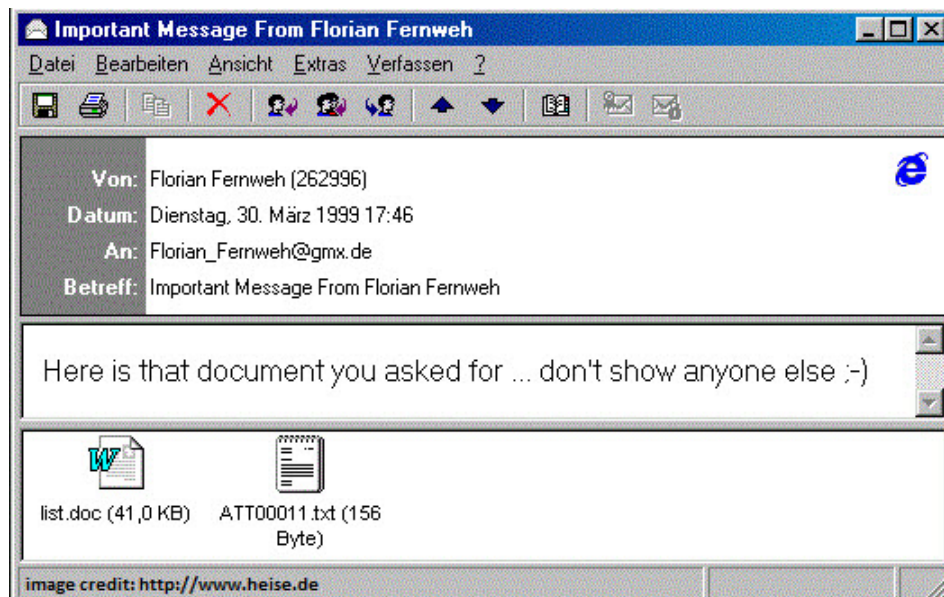 Important Message From Florian Fernweh
Datei Bearbeiten Ansicht Extras Verfassen ?
Von: Florian Fernweh (262996)
Datum: Dienstag, 30. März 1999 17:46
An: Florian_Fernweh@gmx.de
Betreff: Important Message From Florian Fernweh
Here is that document you asked for ... don't show anyone else ;-)
list.doc (41,0 KB) ATT00011.txt (156
Byte)
image credit: http://www.heise.de